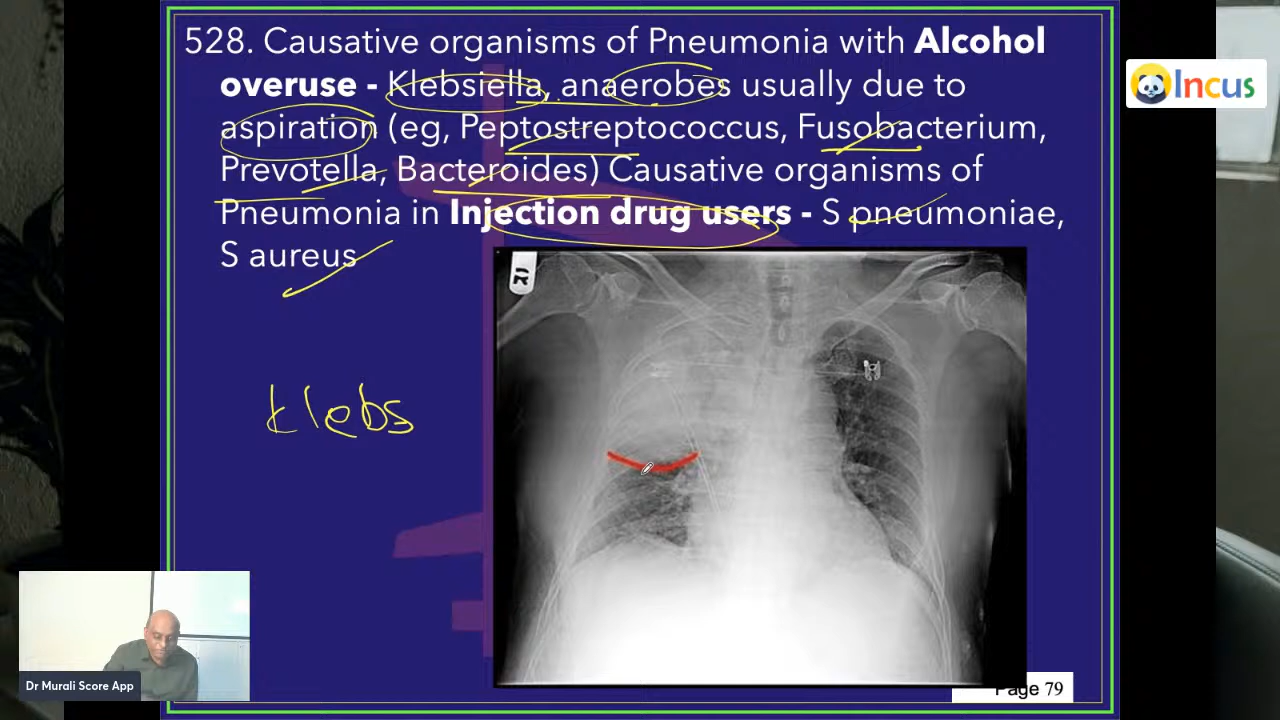 528. Causative organisms of Pneumonia with Alcohol
overuse - Klebsiella, anaerobes usually due to
aspiration (eg, Peptostreptococcus, Fusobacterium,
Prevotella, Bacteroides) Causative organisms of
Pneumonia in Injection drug users - S pneumoniae,
S aureus
Incus
R
klebs
Dr Murali Score App
Page 79